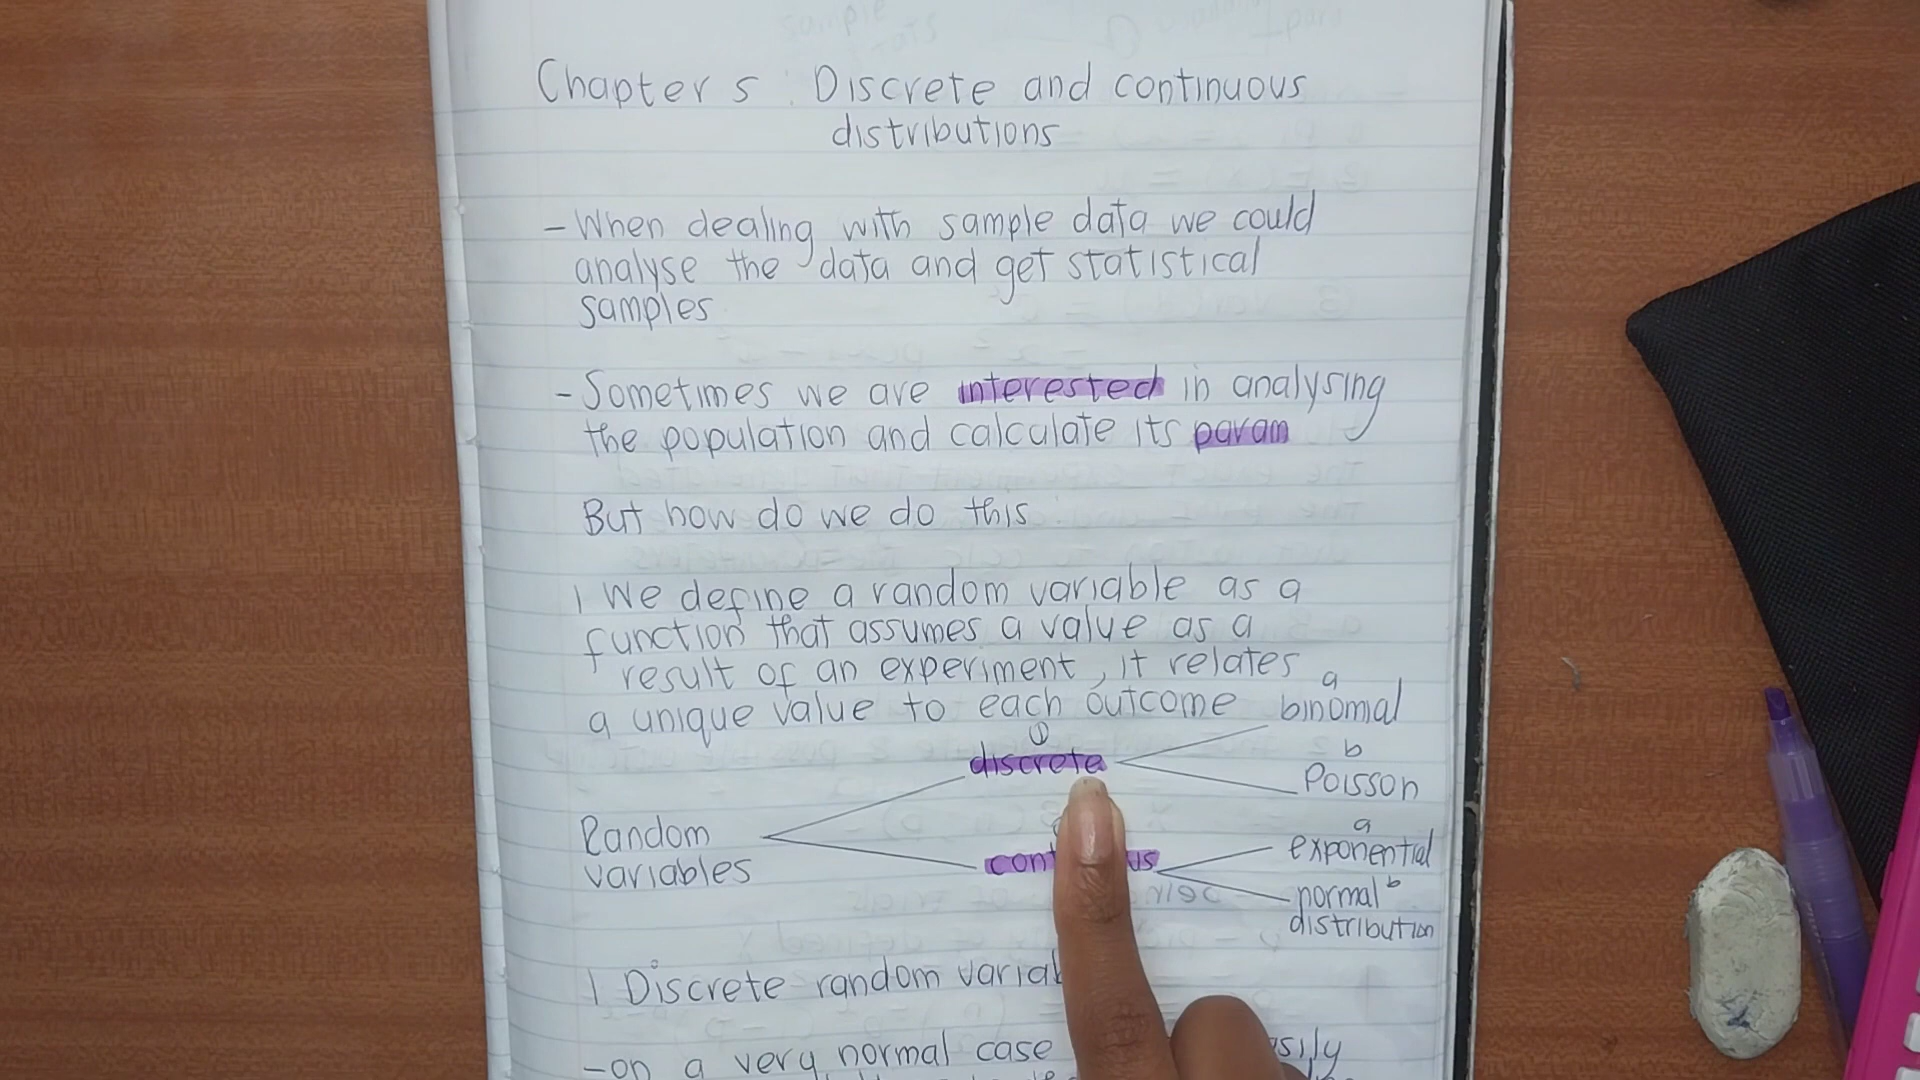 Chapter 5 : Discrete and continuous
distributions
- When dealing with sample data we could
analyse the data and get statistical
samples
- Sometimes we are interested in analysing
the population and calculate its param
But how do we do this
1 We define a random variable as a
function that assumes a value as a
result of an experiment, it relates
a unique value to each outcome
a
binomial
1
discrete
b
Poisson
Random
variables
a
exponential
normal b
distribution
1 Discrete random
- on a very normal case